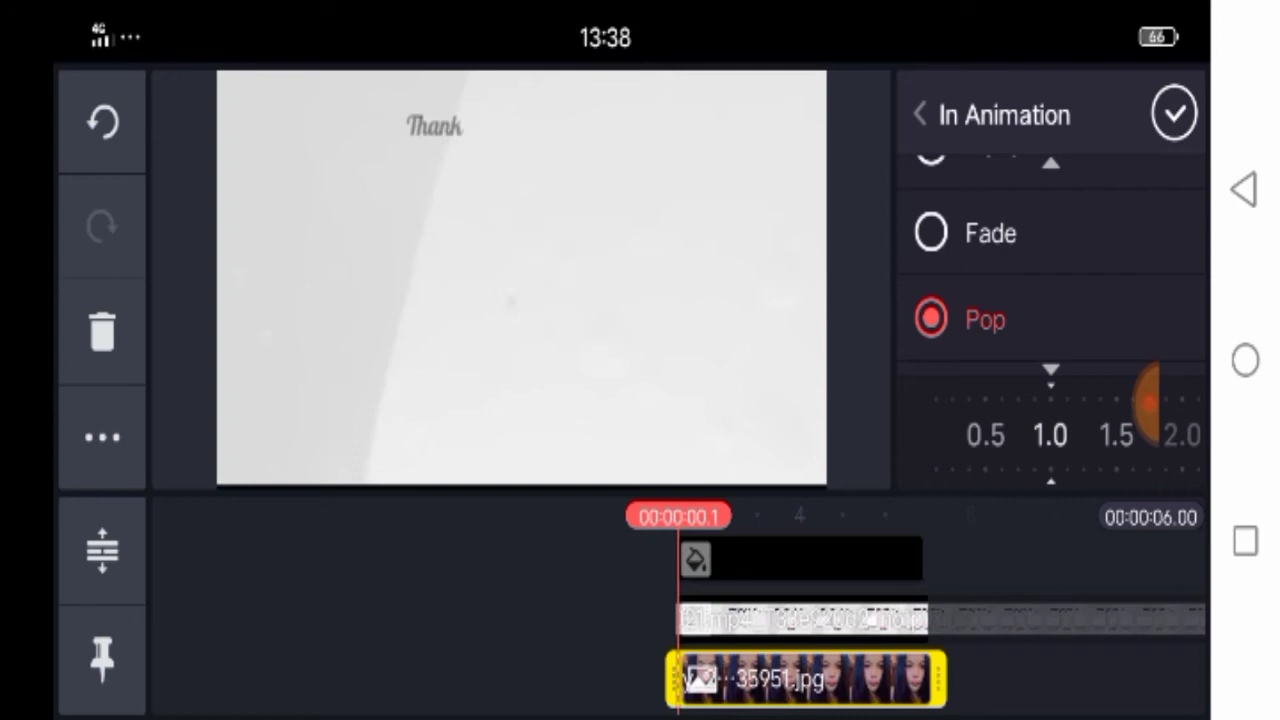 4G
13:38
66
Thank
In Animation
Fade
Pop
0.5 1.0 1.5 2.0
00:00:00.1
4
00:00:06.00
35951.jpg